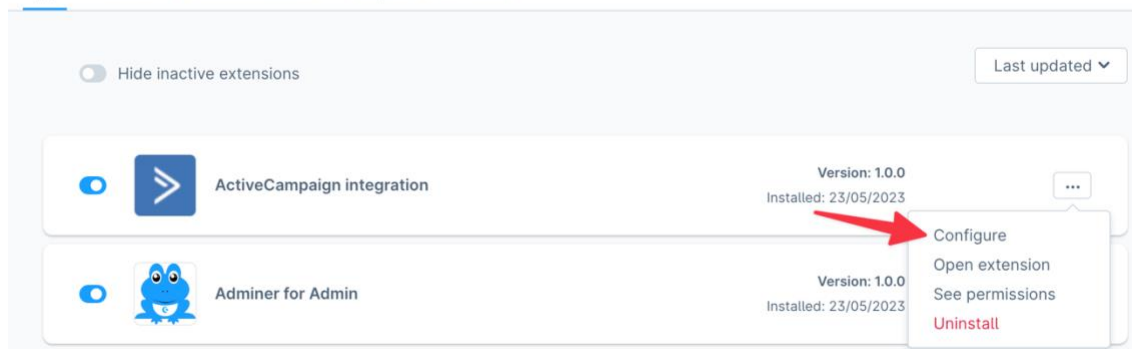 Hide inactive extensions
Last updated
ActiveCampaign integration
Version: 1.0.0
Installed: 23/05/2023
...
Configure
Open extension
See permissions
Uninstall
Adminer for Admin
Version: 1.0.0
Installed: 23/05/2023